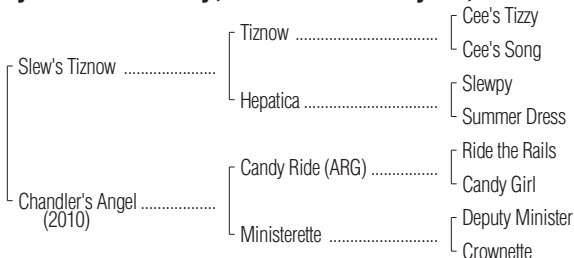 Cee's Tizzy
Tiznow
Cee's Song
Slew's Tiznow
Slewpy
Hepatica
Summer Dress
Ride the Rails
Candy Ride (ARG)
Candy Girl
Chandler's Angel
(2010)
Deputy Minister
Ministerette
Crownette